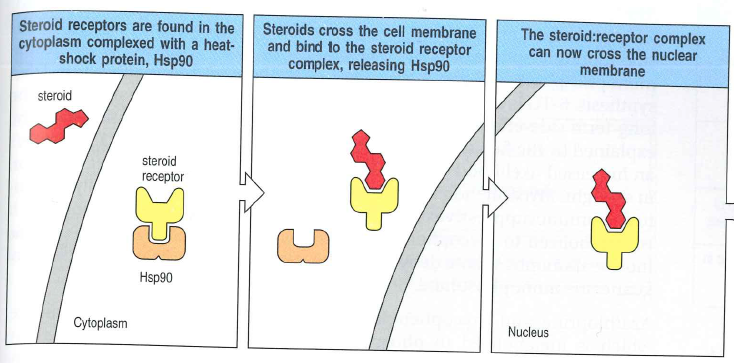 Steroid receptors are found in the
cytoplasm complexed with a heat-
shock protein, Hsp90
steroid
steroid
receptor
Hsp90
Cytoplasm
Steroids cross the cell membrane
and bind to the steroid receptor
complex, releasing Hsp90
The steroid:receptor complex
can now cross the nuclear
membrane
Nucleus